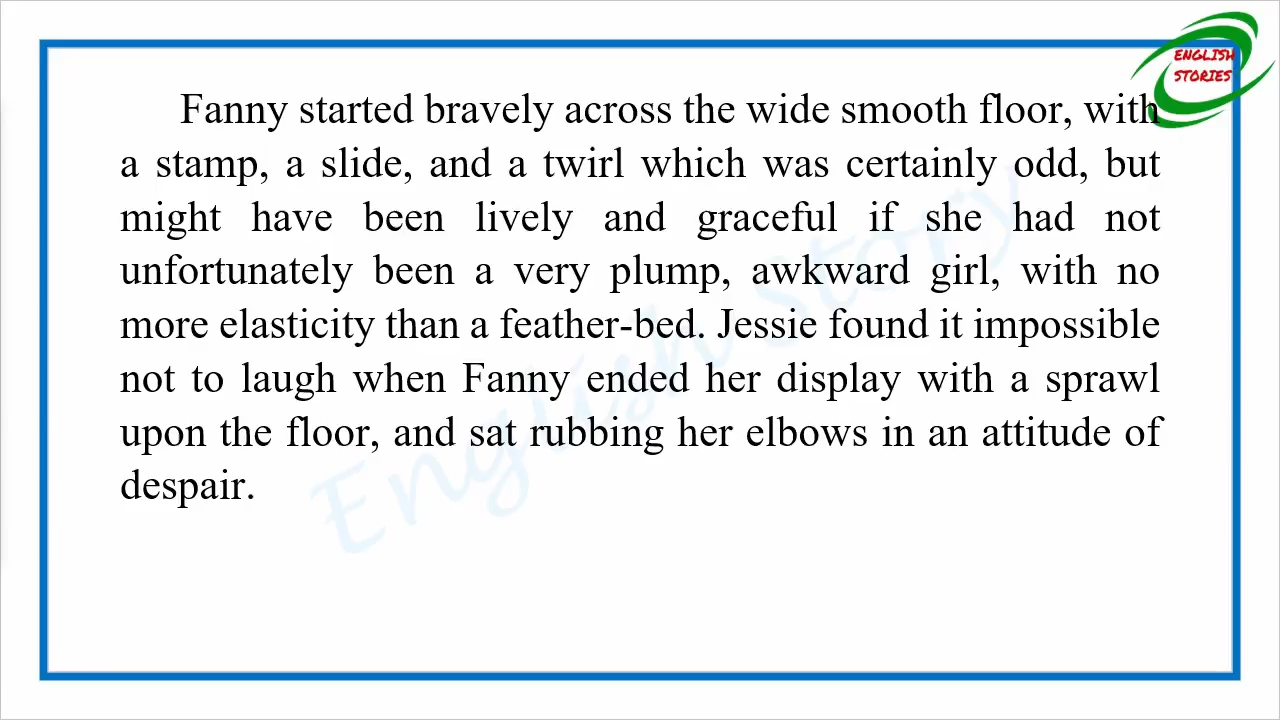 ENGLISH
STORIES
Fanny started bravely across the wide smooth floor, with
a stamp, a slide, and a twirl which was certainly odd, but
might have been lively and graceful if she had not
unfortunately been a very plump, awkward girl, with no
more elasticity than a feather-bed. Jessie found it impossible
not to laugh when Fanny ended her display with a sprawl
upon the floor, and sat rubbing her elbows in an attitude of
despair.
English Story